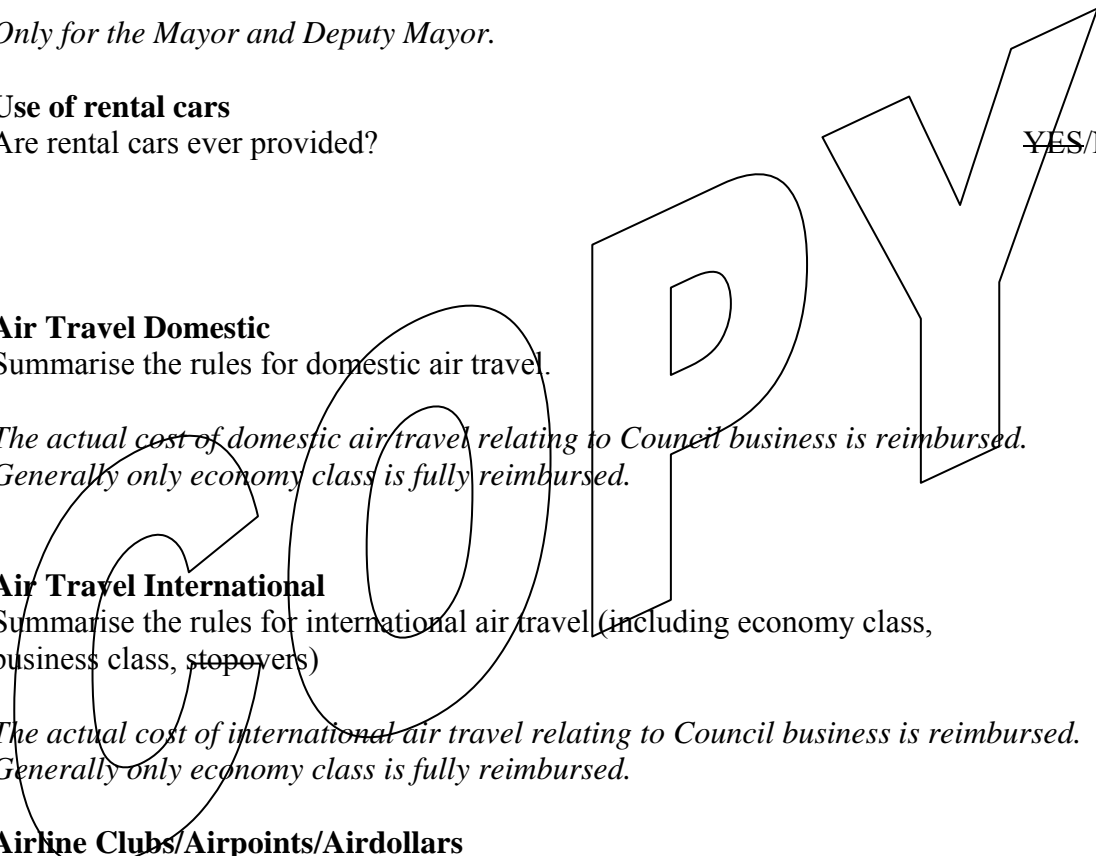 Only for the Mayor and Deputy Mayor.
Use of rental cars
Are rental cars ever provided? YES/
Air Travel Domestic
Summarise the rules for domestic air travel.
The actual cost of domestic air travel relating to Council business is reimbursed.
Generally only economy class is fully reimbursed.
Air Travel International
Summarise the rules for international air travel (including economy class,
business class, stopovers)
The actual cost of international air travel relating to Council business is reimbursed.
Generally only economy class is fully reimbursed.
Airline Clubs/Airpoints/Airdollars
COPY